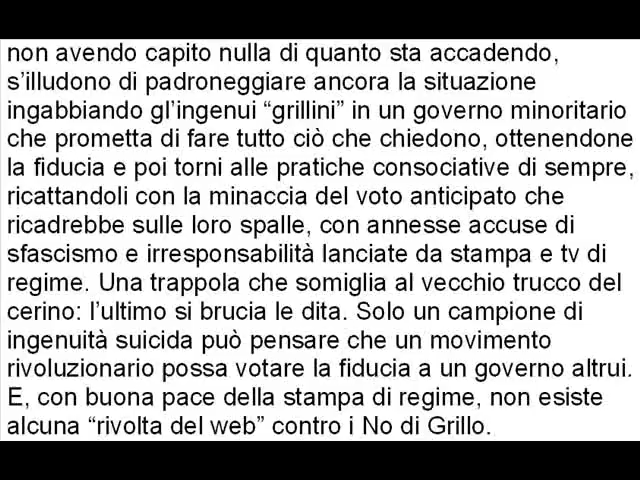 non avendo capito nulla di quanto sta accadendo,
s’illudono di padroneggiare ancora la situazione
ingabbiando gl’ingenui “grillini” in un governo minoritario
che prometta di fare tutto ciò che chiedono, ottenendone
la fiducia e poi torni alle pratiche consociative di sempre,
ricattandoli con la minaccia del voto anticipato che
ricadrebbe sulle loro spalle, con annesse accuse di
sfascismo e irresponsabilità lanciate da stampa e tv di
regime. Una trappola che somiglia al vecchio trucco del
cerino: l’ultimo si brucia le dita. Solo un campione di
ingenuità suicida può pensare che un movimento
rivoluzionario possa votare la fiducia a un governo altrui.
E, con buona pace della stampa di regime, non esiste
alcuna “rivolta del web” contro i No di Grillo.